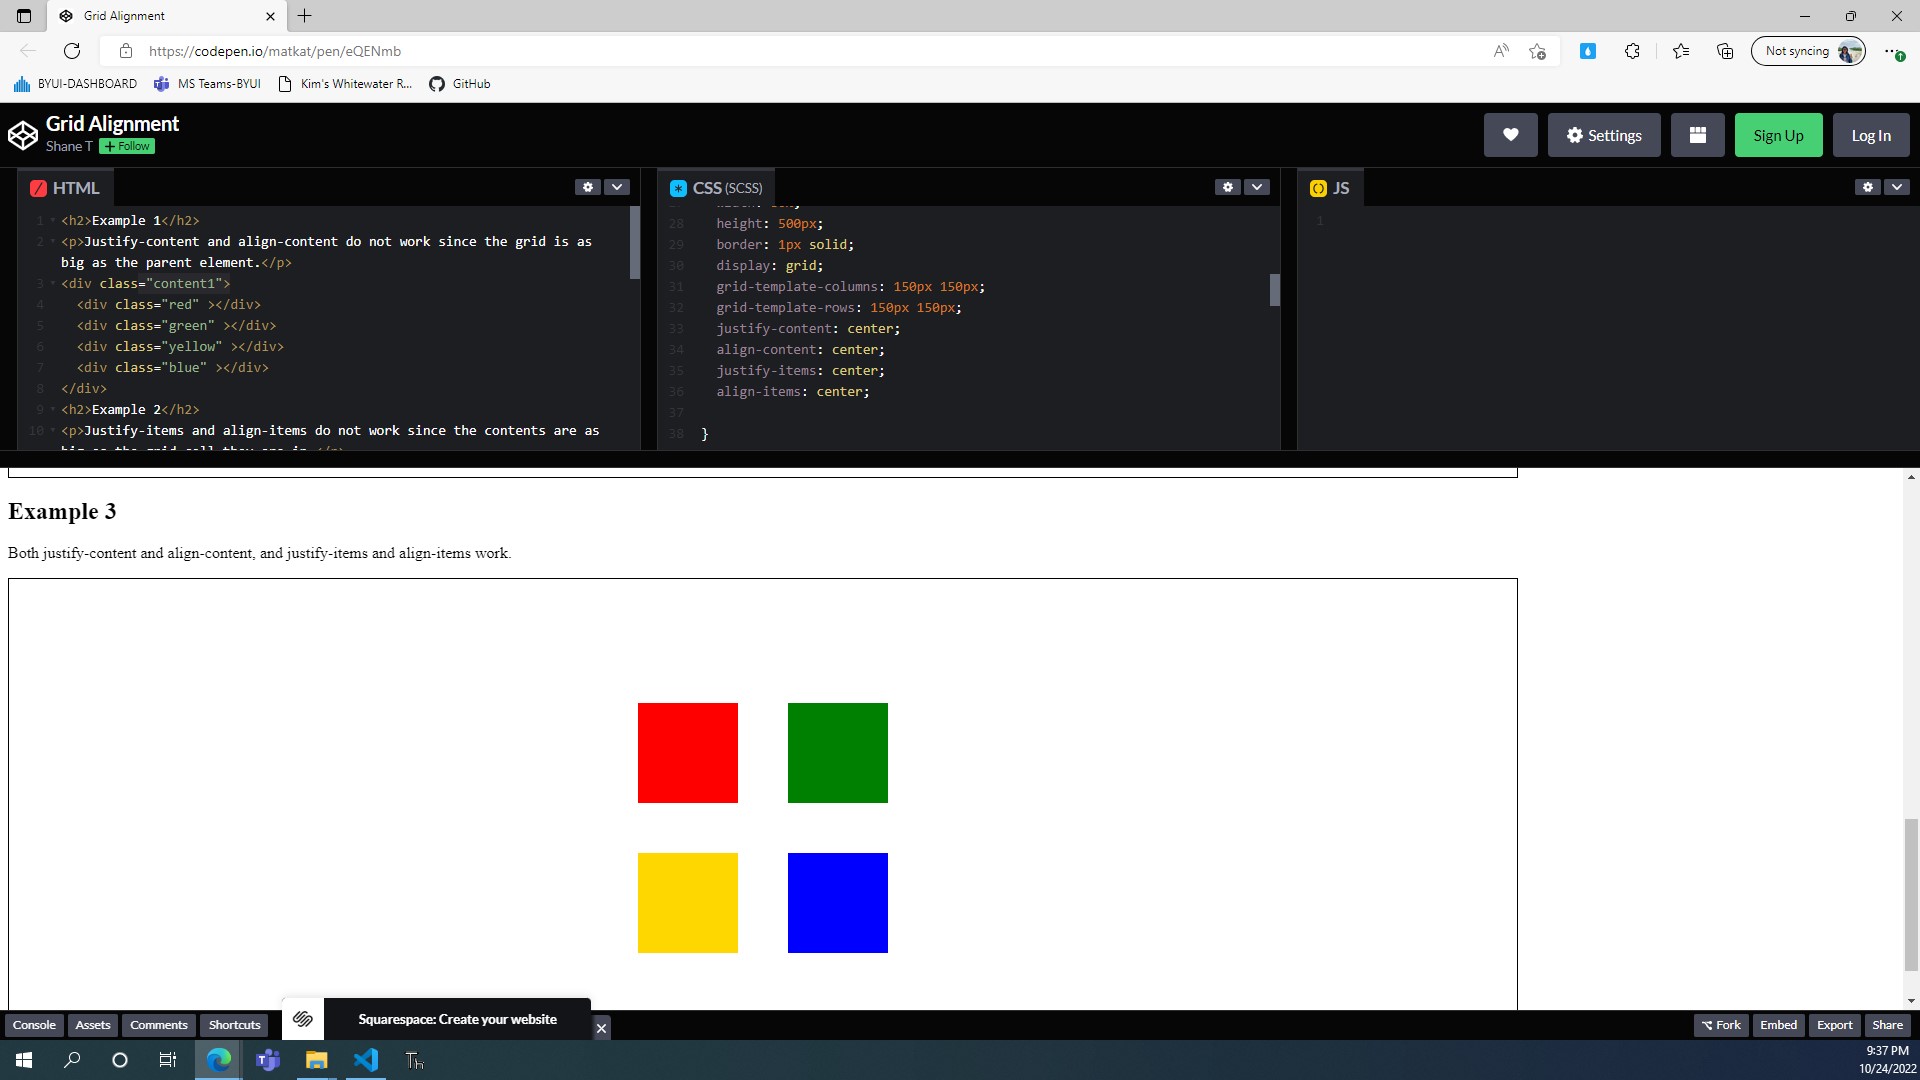 Grid Alignment
https://codepen.io/matkat/pen/eQENmb
Not syncing
BYUI-DASHBOARD
MS Teams-BYUI
Kim's Whitewater R...
GitHub
Grid Alignment
Shane T
+ Follow
Settings
Sign Up
Log In
HTML
1 <h2>Example 1</h2>
2 <p>Justify-content and align-content do not work since the grid is as
big as the parent element.</p>
3 <div class="content1">
4 <div class="red" ></div>
5 <div class="green" ></div>
6 <div class="yellow" ></div>
7 <div class="blue" ></div>
8 </div>
9 <h2>Example 2</h2>
10 <p>Justify-items and align-items do not work since the contents are as
CSS (SCSS)
28 height: 500px;
29 border: 1px solid;
30 display: grid;
31 grid-template-columns: 150px 150px;
32 grid-template-rows: 150px 150px;
33 justify-content: center;
34 align-content: center;
35 justify-items: center;
36 align-items: center;
37
38 }
JS
1
Example 3
Both justify-content and align-content, and justify-items and align-items work.
Console
Assets
Comments
Shortcuts
Squarespace: Create your website
Fork
Embed
Export
Share
9:37 PM
10/24/2022